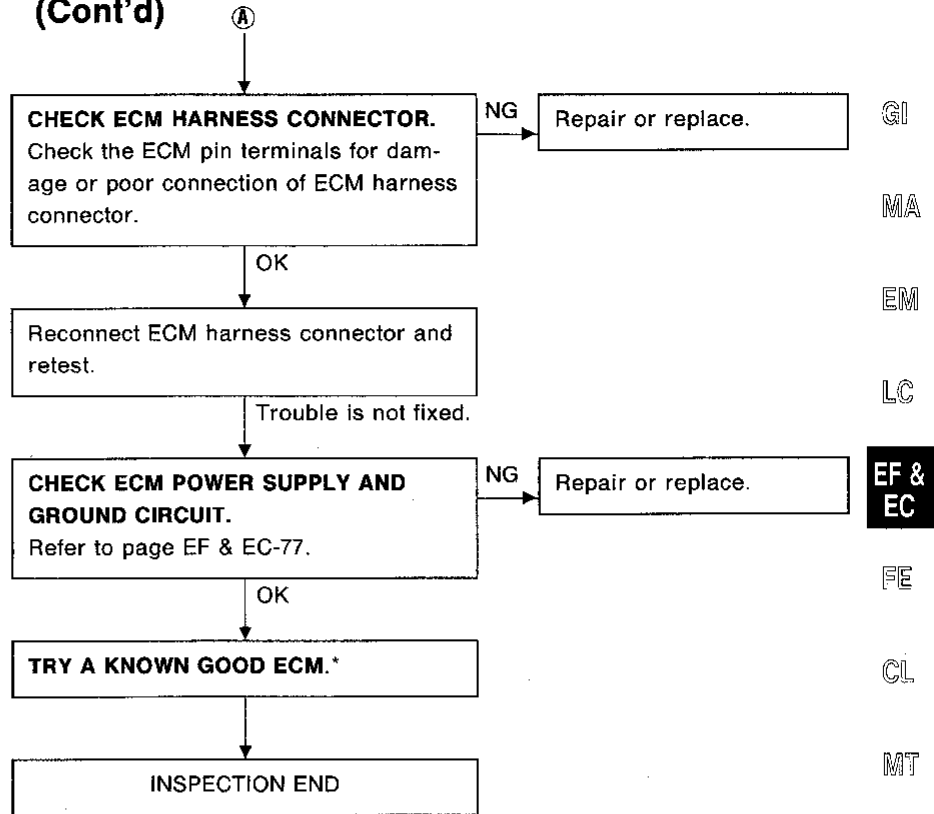 (Cont'd)
A
CHECK ECM HARNESS CONNECTOR.
Check the ECM pin terminals for dam-
age or poor connection of ECM harness
connector.
NG
Repair or replace.
OK
Reconnect ECM harness connector and
retest.
Trouble is not fixed.
CHECK ECM POWER SUPPLY AND
GROUND CIRCUIT.
Refer to page EF & EC-77.
NG
Repair or replace.
OK
TRY A KNOWN GOOD ECM.*
INSPECTION END
GI
MA
EM
LC
EF &
EC
FE
CL
MT